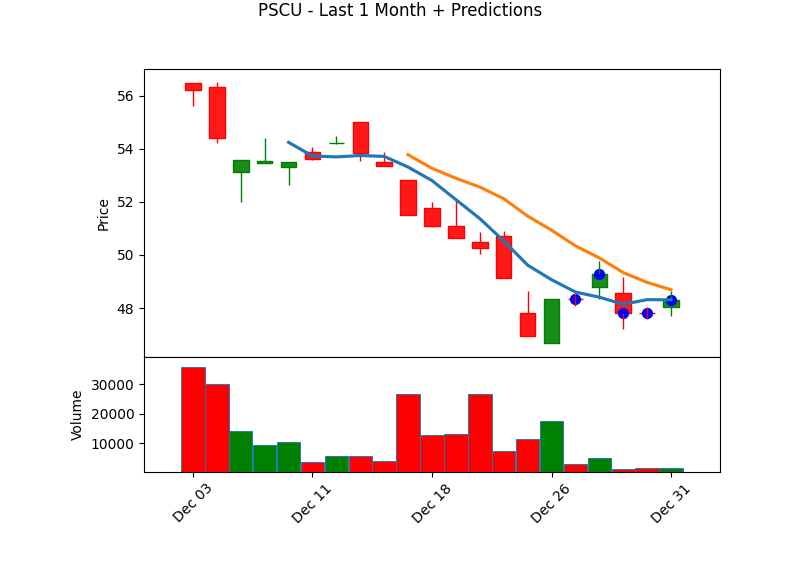 PSCU - Last 1 Month + Predictions
56
54
52
50
48
Price
30000
20000
10000
Volume
Dec 03
Dec 11
Dec 18
Dec 26
Dec 31